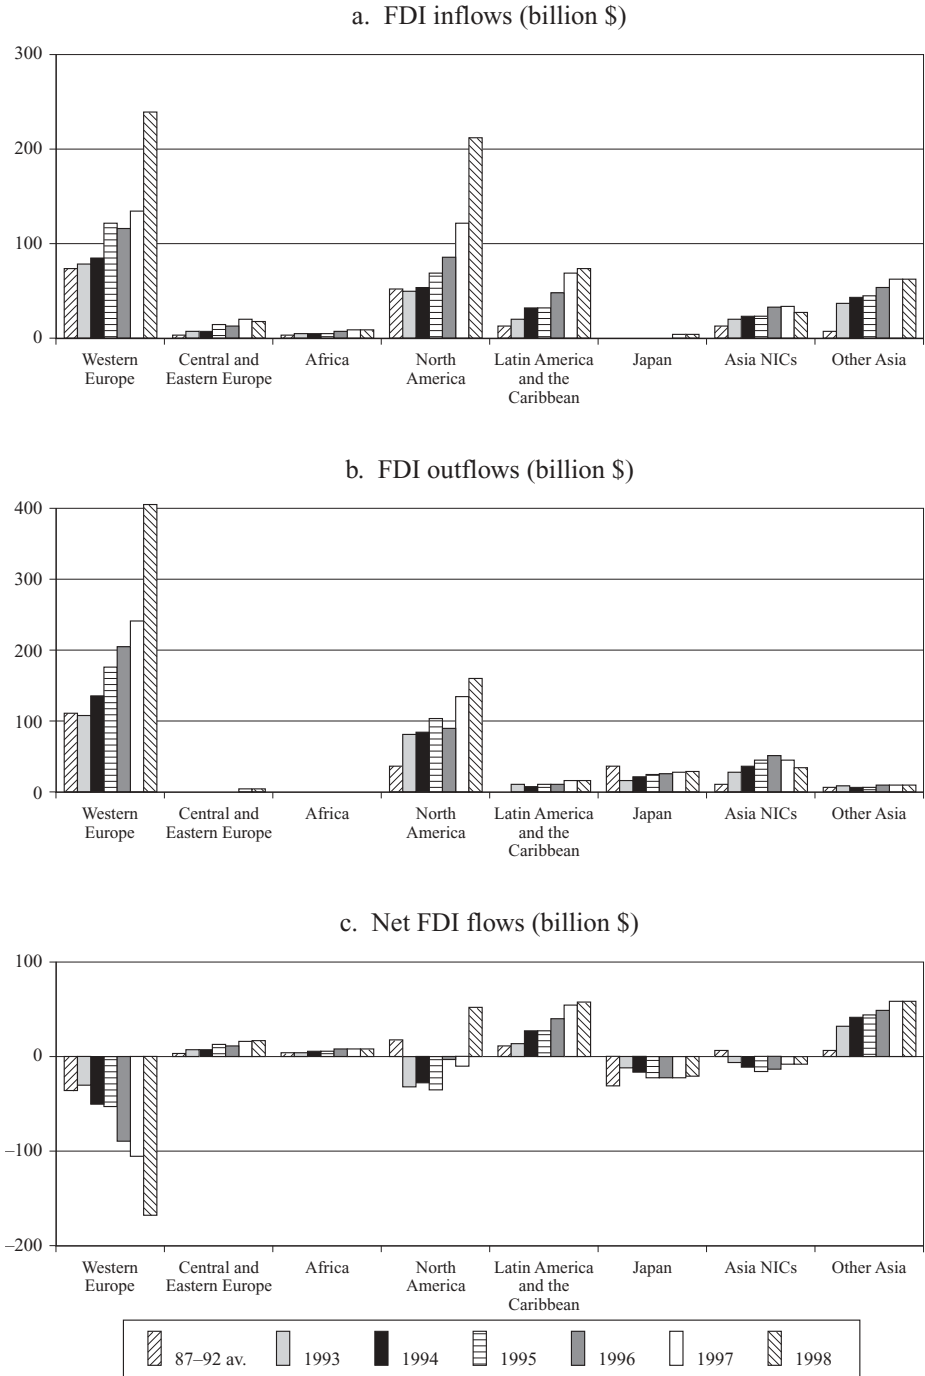 a. FDI inflows (billion $)
300
200
100
0
Western Europe
Central and Eastern Europe
Africa
North America
Latin America and the Caribbean
Japan
Asia NICs
Other Asia
b. FDI outflows (billion $)
400
300
200
100
0
Western Europe
Central and Eastern Europe
Africa
North America
Latin America and the Caribbean
Japan
Asia NICs
Other Asia
c. Net FDI flows (billion $)
100
0
–100
–200
Western Europe
Central and Eastern Europe
Africa
North America
Latin America and the Caribbean
Japan
Asia NICs
Other Asia
87–92 av. 1993 1994 1995 1996 1997 1998